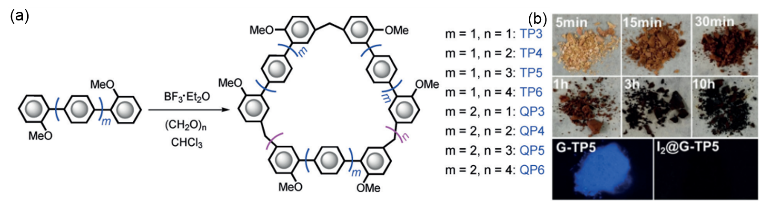 (a)
OMe
MeO
m
OMe
BF₃·Et₂O
(CH₂O)ₙ
CHCl₃
MeO
OMe
m
m
MeO
OMe
n
m
MeO
OMe
m = 1, n = 1: TP3
m = 1, n = 2: TP4
m = 1, n = 3: TP5
m = 1, n = 4: TP6
m = 2, n = 1: QP3
m = 2, n = 2: QP4
m = 2, n = 3: QP5
m = 2, n = 4: QP6
(b)
5min 15min 30min
1h 3h 10h
G-TP5 I₂@G-TP5